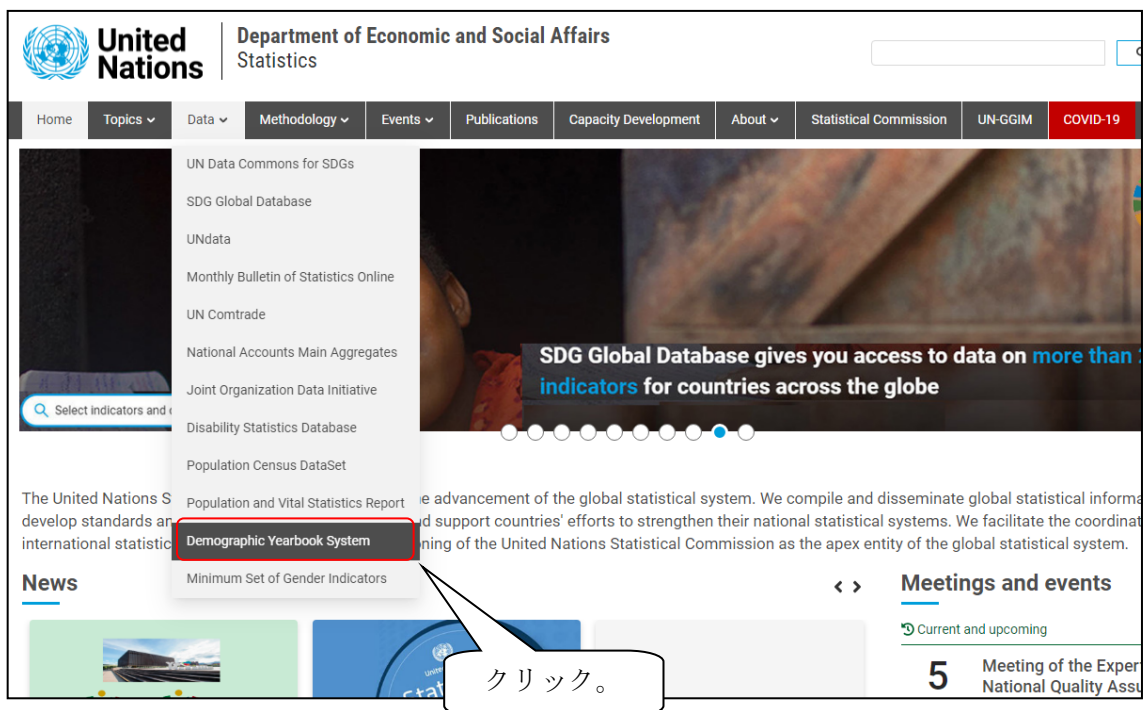 United Nations
Department of Economic and Social Affairs
Statistics
Home Topics Data Methodology Events Publications Capacity Development About Statistical Commission UN-GGIM COVID-19
UN Data Commons for SDGs
SDG Global Database
UNdata
Monthly Bulletin of Statistics Online
UN Comtrade
National Accounts Main Aggregates
Joint Organization Data Initiative
Disability Statistics Database
Population Census DataSet
Population and Vital Statistics Report
Demographic Yearbook System
Minimum Set of Gender Indicators
SDG Global Database gives you access to data on more than
indicators for countries across the globe
Select indicators and
The United Nations S advancement of the global statistical system. We compile and disseminate global statistical
develop standards support countries' efforts to strengthen their national statistical systems. We facilitate the
international of the United Nations Statistical Commission as the apex entity of the global statistical system.
News
Meetings and events
Current and upcoming
5
Meeting of the
National Quality
クリック。